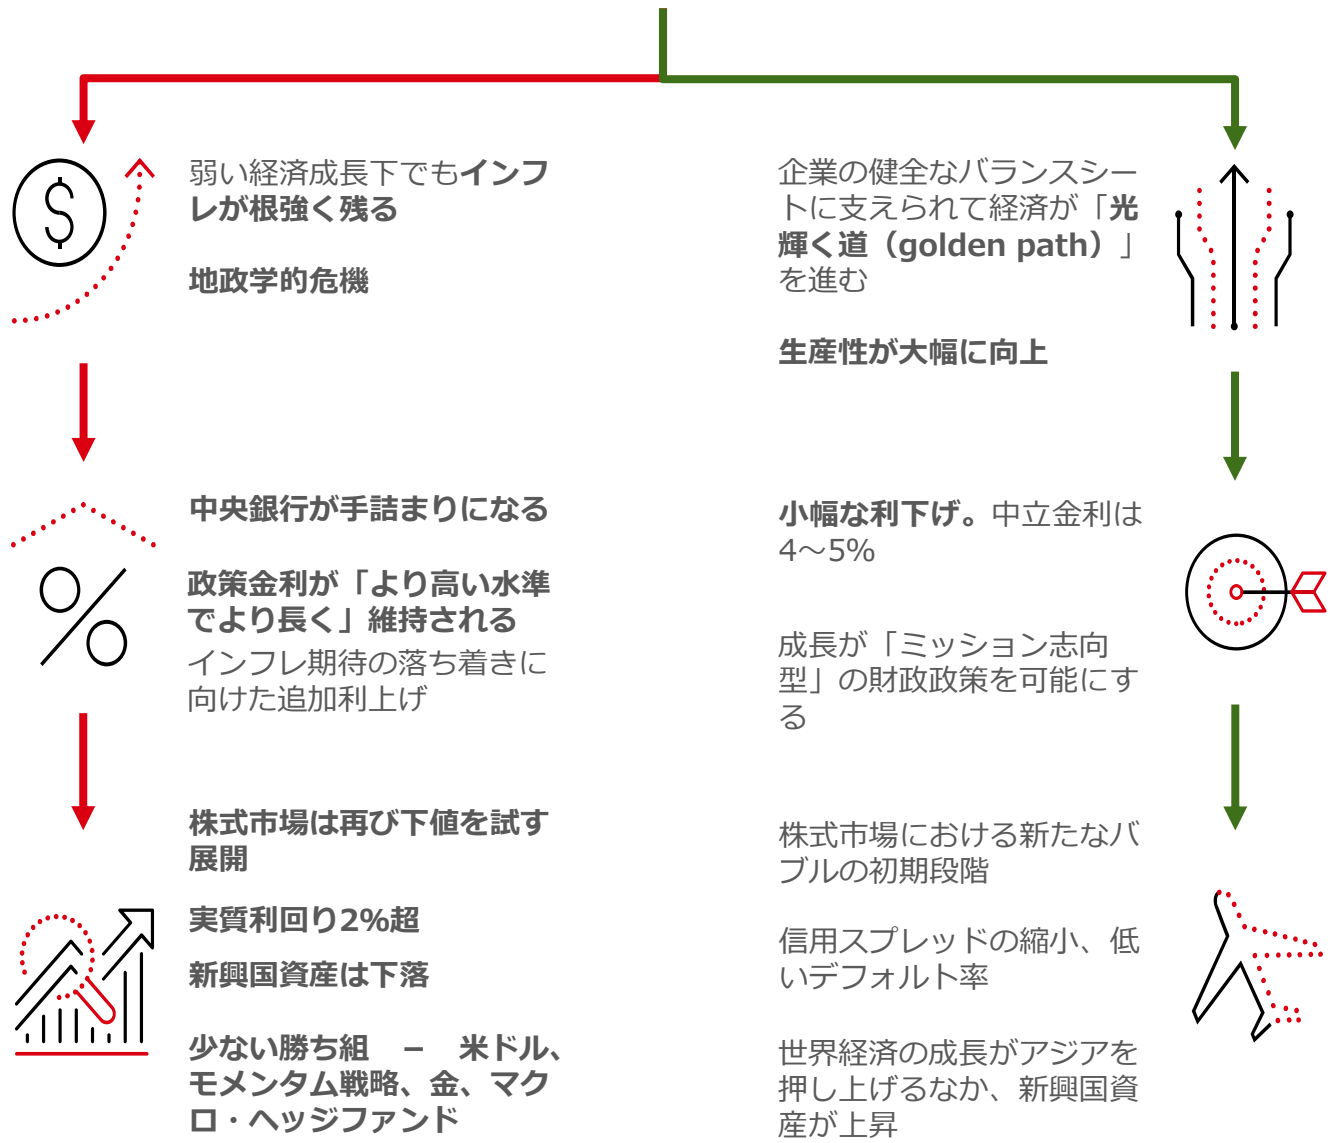 弱い経済成長下でもインフ
レが根強く残る
地政学的危機
中央銀行が手詰まりになる
政策金利が「より高い水準
でより長く」維持される
インフレ期待の落ち着きに
向けた追加利上げ
株式市場は再び下値を試す
展開
実質利回り2%超
新興国資産は下落
少ない勝ち組　–　米ドル、
モメンタム戦略、金、マク
ロ・ヘッジファンド
企業の健全なバランスシー
トに支えられて経済が「光
輝く道（golden path）」
を進む
生産性が大幅に向上
小幅な利下げ。中立金利は
4～5%
成長が「ミッション志向
型」の財政政策を可能にす
る
株式市場における新たなバ
ブルの初期段階
信用スプレッドの縮小、低
いデフォルト率
世界経済の成長がアジアを
押し上げるなか、新興国資
産が上昇